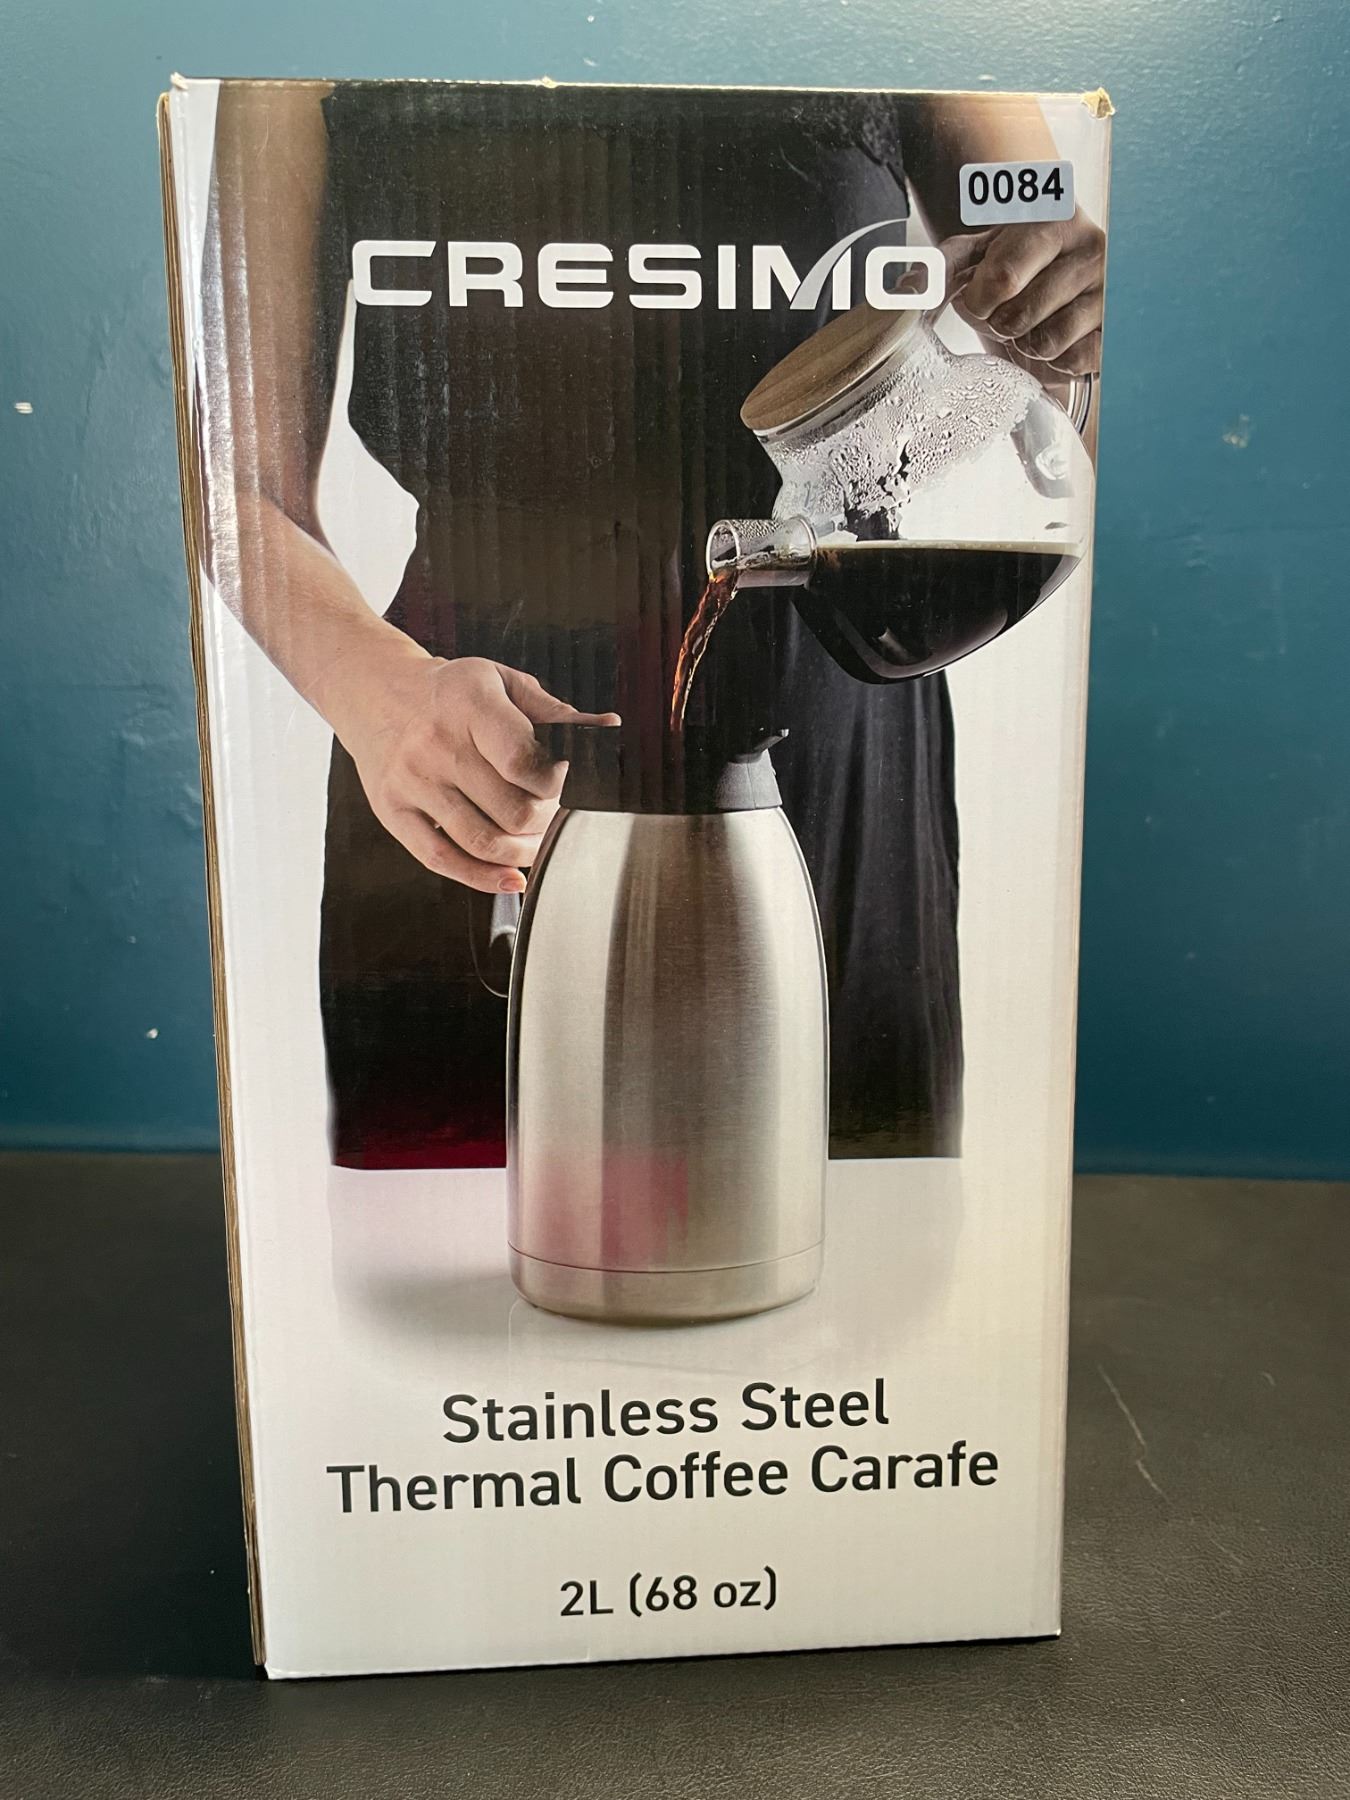 0084
CRESIMO
Stainless Steel
Thermal Coffee Carafe
2L (68 oz)